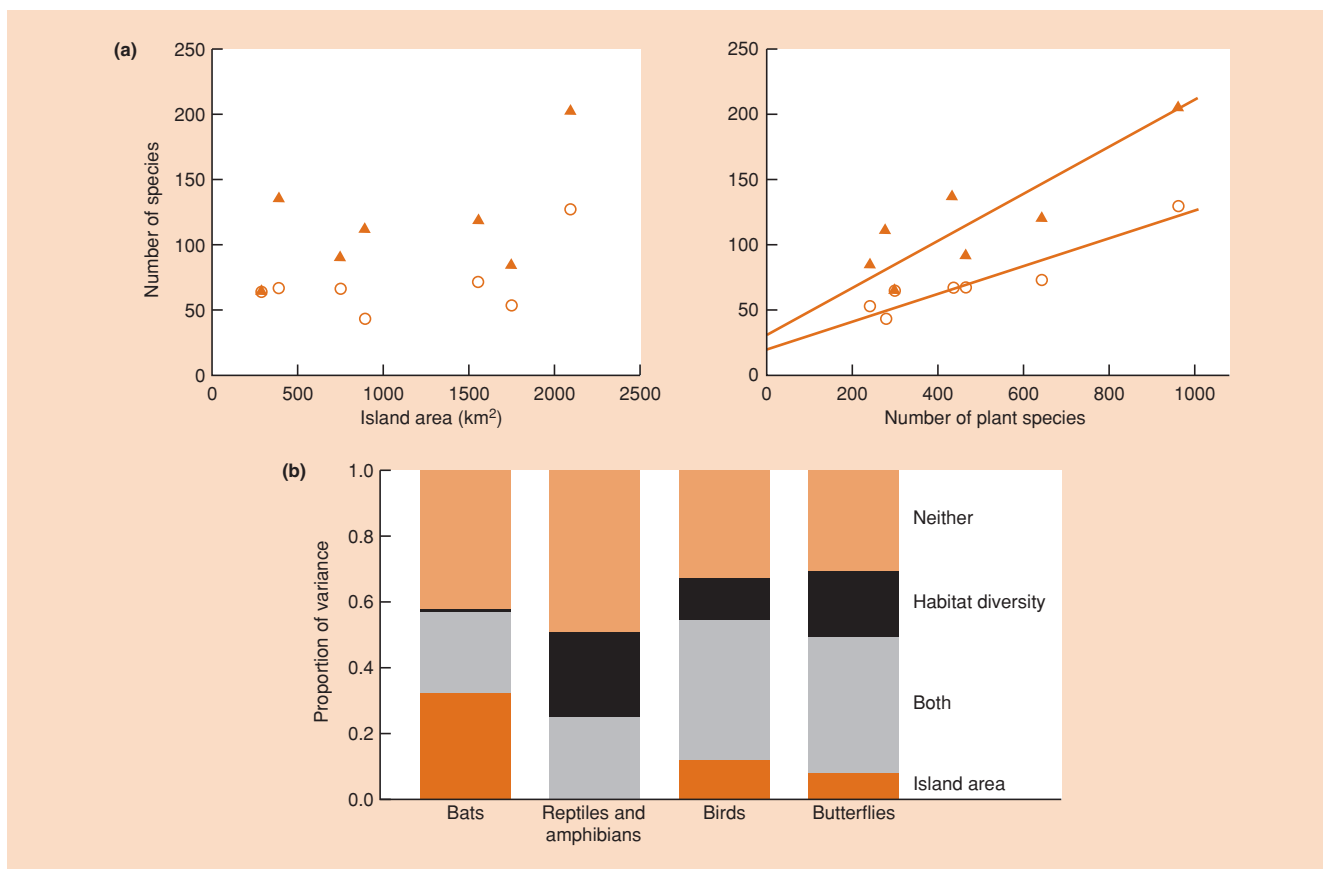 (a)
250
200
150
100
50
0
Number of species
0 500 1000 1500 2000 2500
Island area (km²)
250
200
150
100
50
0
0 200 400 600 800 1000
Number of plant species
(b)
1.0
0.8
0.6
0.4
0.2
0.0
Proportion of variance
Neither
Habitat diversity
Both
Island area
Bats Reptiles and Birds Butterflies
amphibians